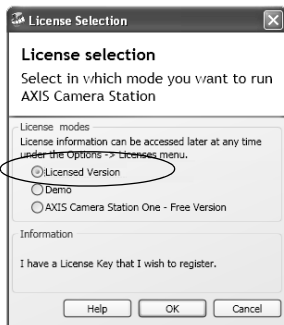 License Selection
License selection
Select in which mode you want to run
AXIS Camera Station
License modes
License information can be accessed later at any time
under the Options -> Licenses menu.
Licensed Version
Demo
AXIS Camera Station One - Free Version
Information
I have a License Key that I wish to register.
Help
OK
Cancel